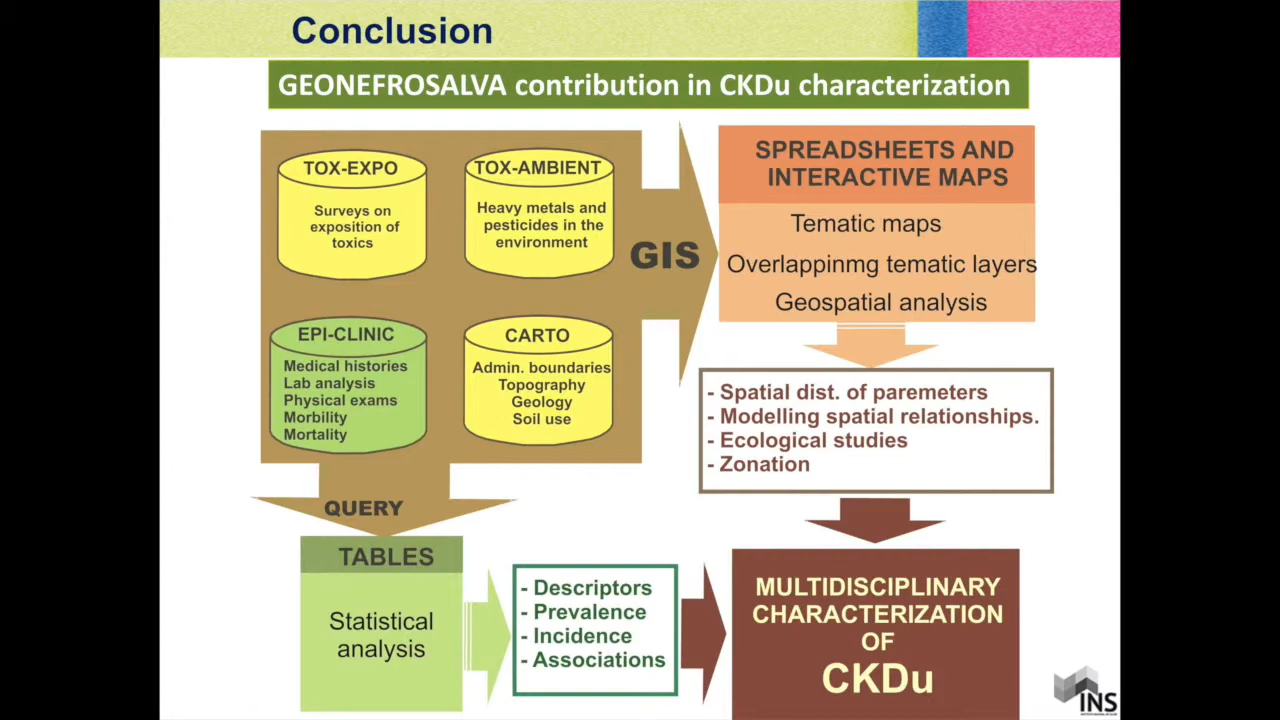 Conclusion
GEONEFROSALVA contribution in CKDu characterization
TOX-EXPO
Surveys on
exposition of
toxics
TOX-AMBIENT
Heavy metals and
pesticides in the
environment
EPI-CLINIC
Medical histories
Lab analysis
Physical exams
Morbility
Mortality
CARTO
Admin. boundaries
Topography
Geology
Soil use
GIS
SPREADSHEETS AND
INTERACTIVE MAPS
Tematic maps
Overlappinmg tematic layers
Geospatial analysis
- Spatial dist. of paremeters
- Modelling spatial relationships.
- Ecological studies
- Zonation
QUERY
TABLES
Statistical
analysis
- Descriptors
- Prevalence
- Incidence
- Associations
MULTIDISCIPLINARY
CHARACTERIZATION
OF
CKDu
INS